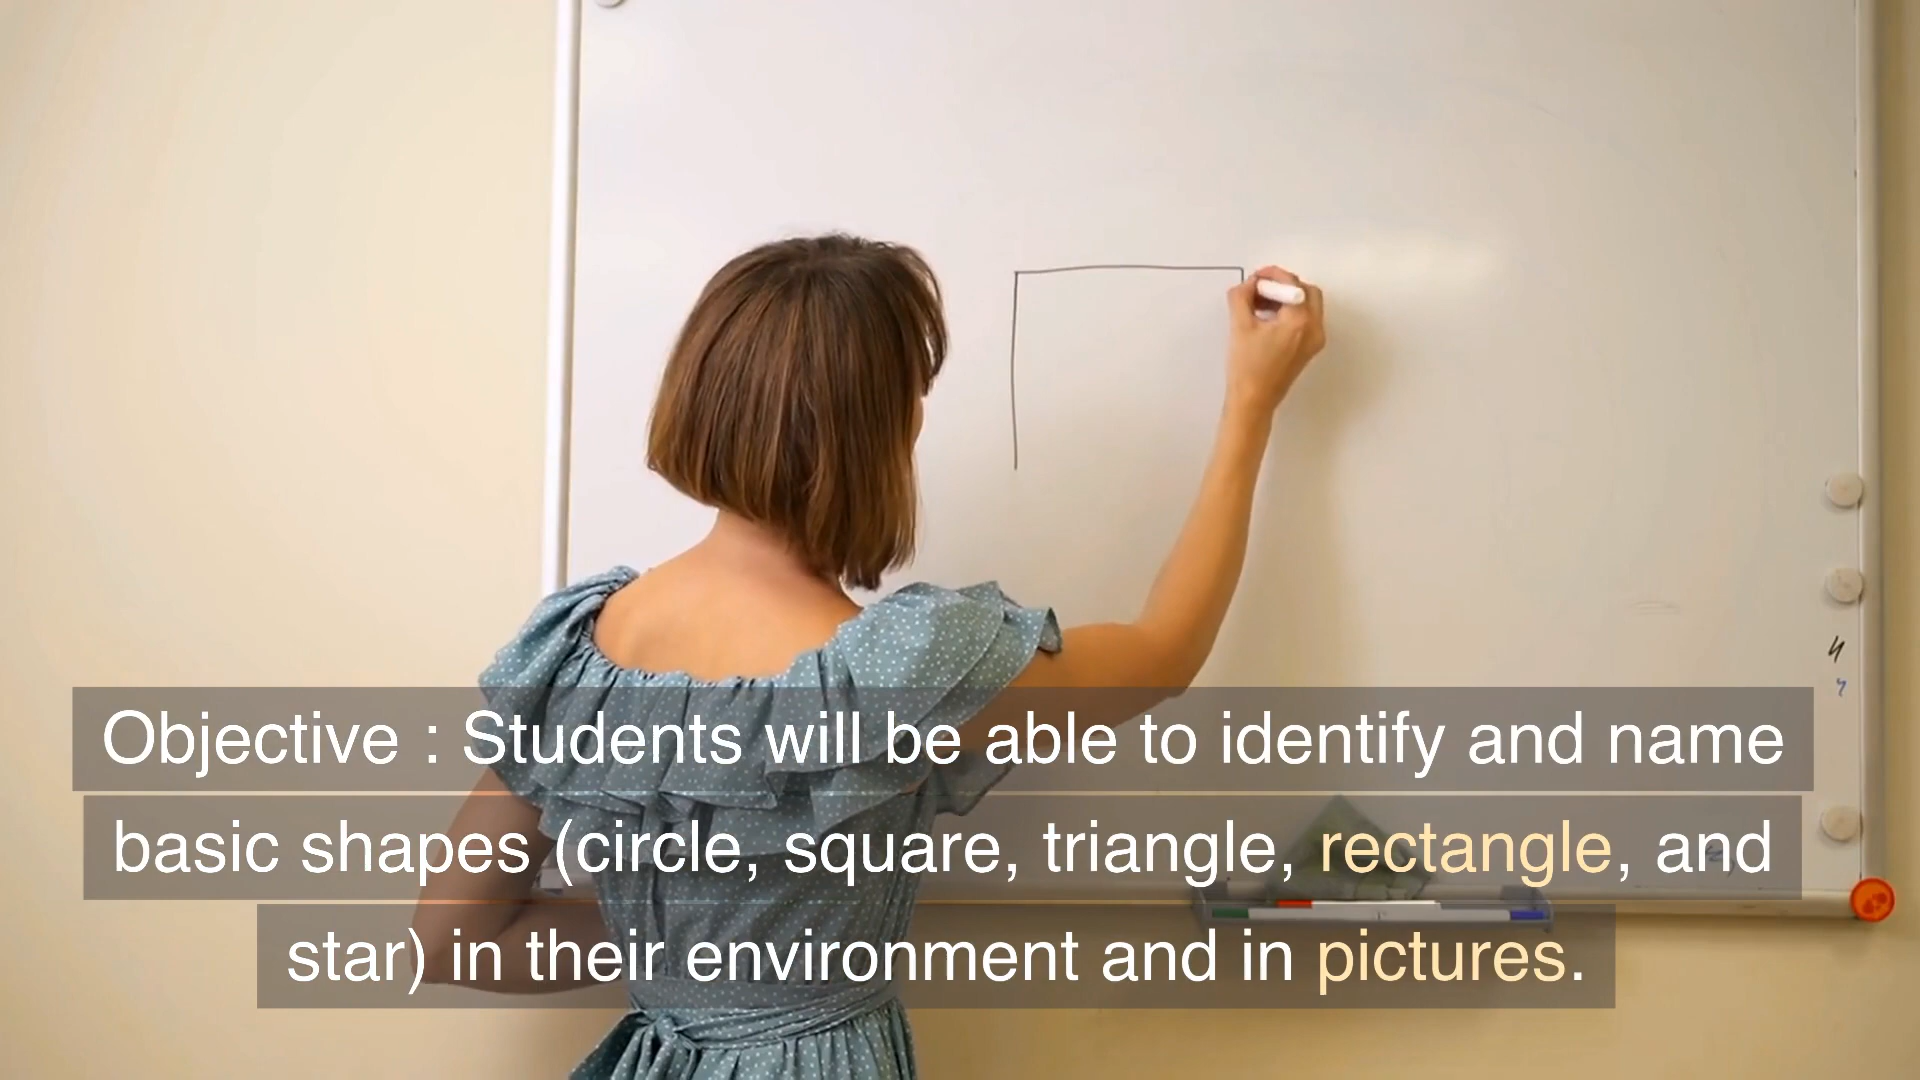 Objective : Students will be able to identify and name
basic shapes (circle, square, triangle, rectangle, and
star) in their environment and in pictures.